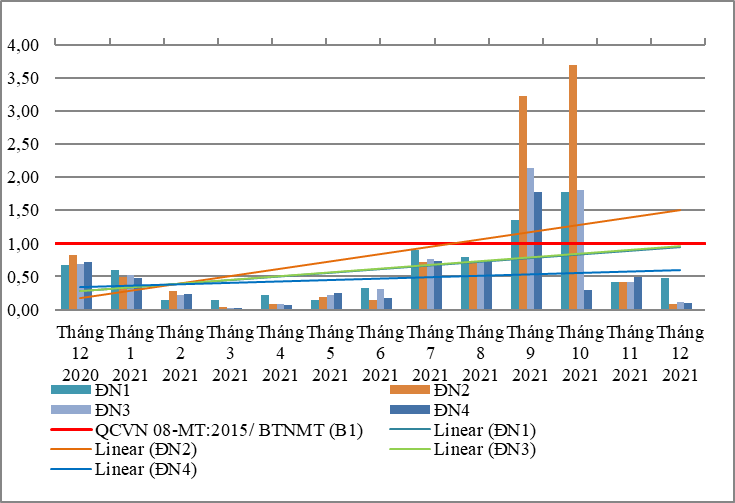 4,00
3,50
3,00
2,50
2,00
1,50
1,00
0,50
0,00
Tháng Tháng Tháng Tháng Tháng Tháng Tháng Tháng Tháng Tháng Tháng Tháng Tháng
12 1 2 3 4 5 6 7 8 9 10 11 12
2020 2021 2021 2021 2021 2021 2021 2021 2021 2021 2021 2021 2021
ĐN1 ĐN2
ĐN3 ĐN4
QCVN 08-MT:2015/ BTNMT (B1) Linear (ĐN1)
Linear (ĐN2) Linear (ĐN3)
Linear (ĐN4)